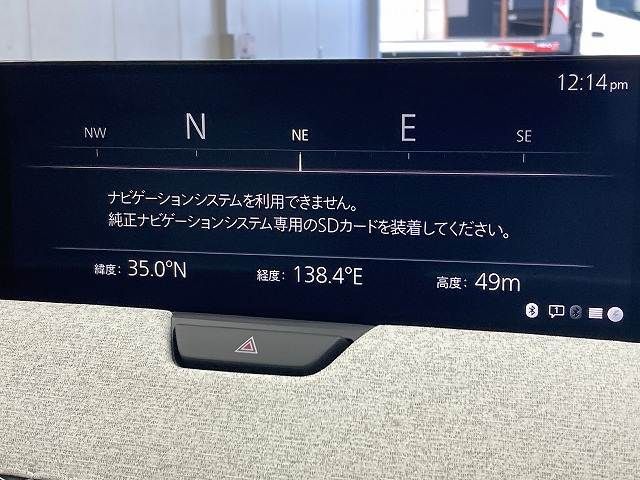 12:14pm
NW N NE E SE
ナビゲーションシステムを利用できません。
純正ナビゲーションシステム専用のSDカードを装着してください。
緯度: 35.0°N 経度: 138.4°E 高度: 49m